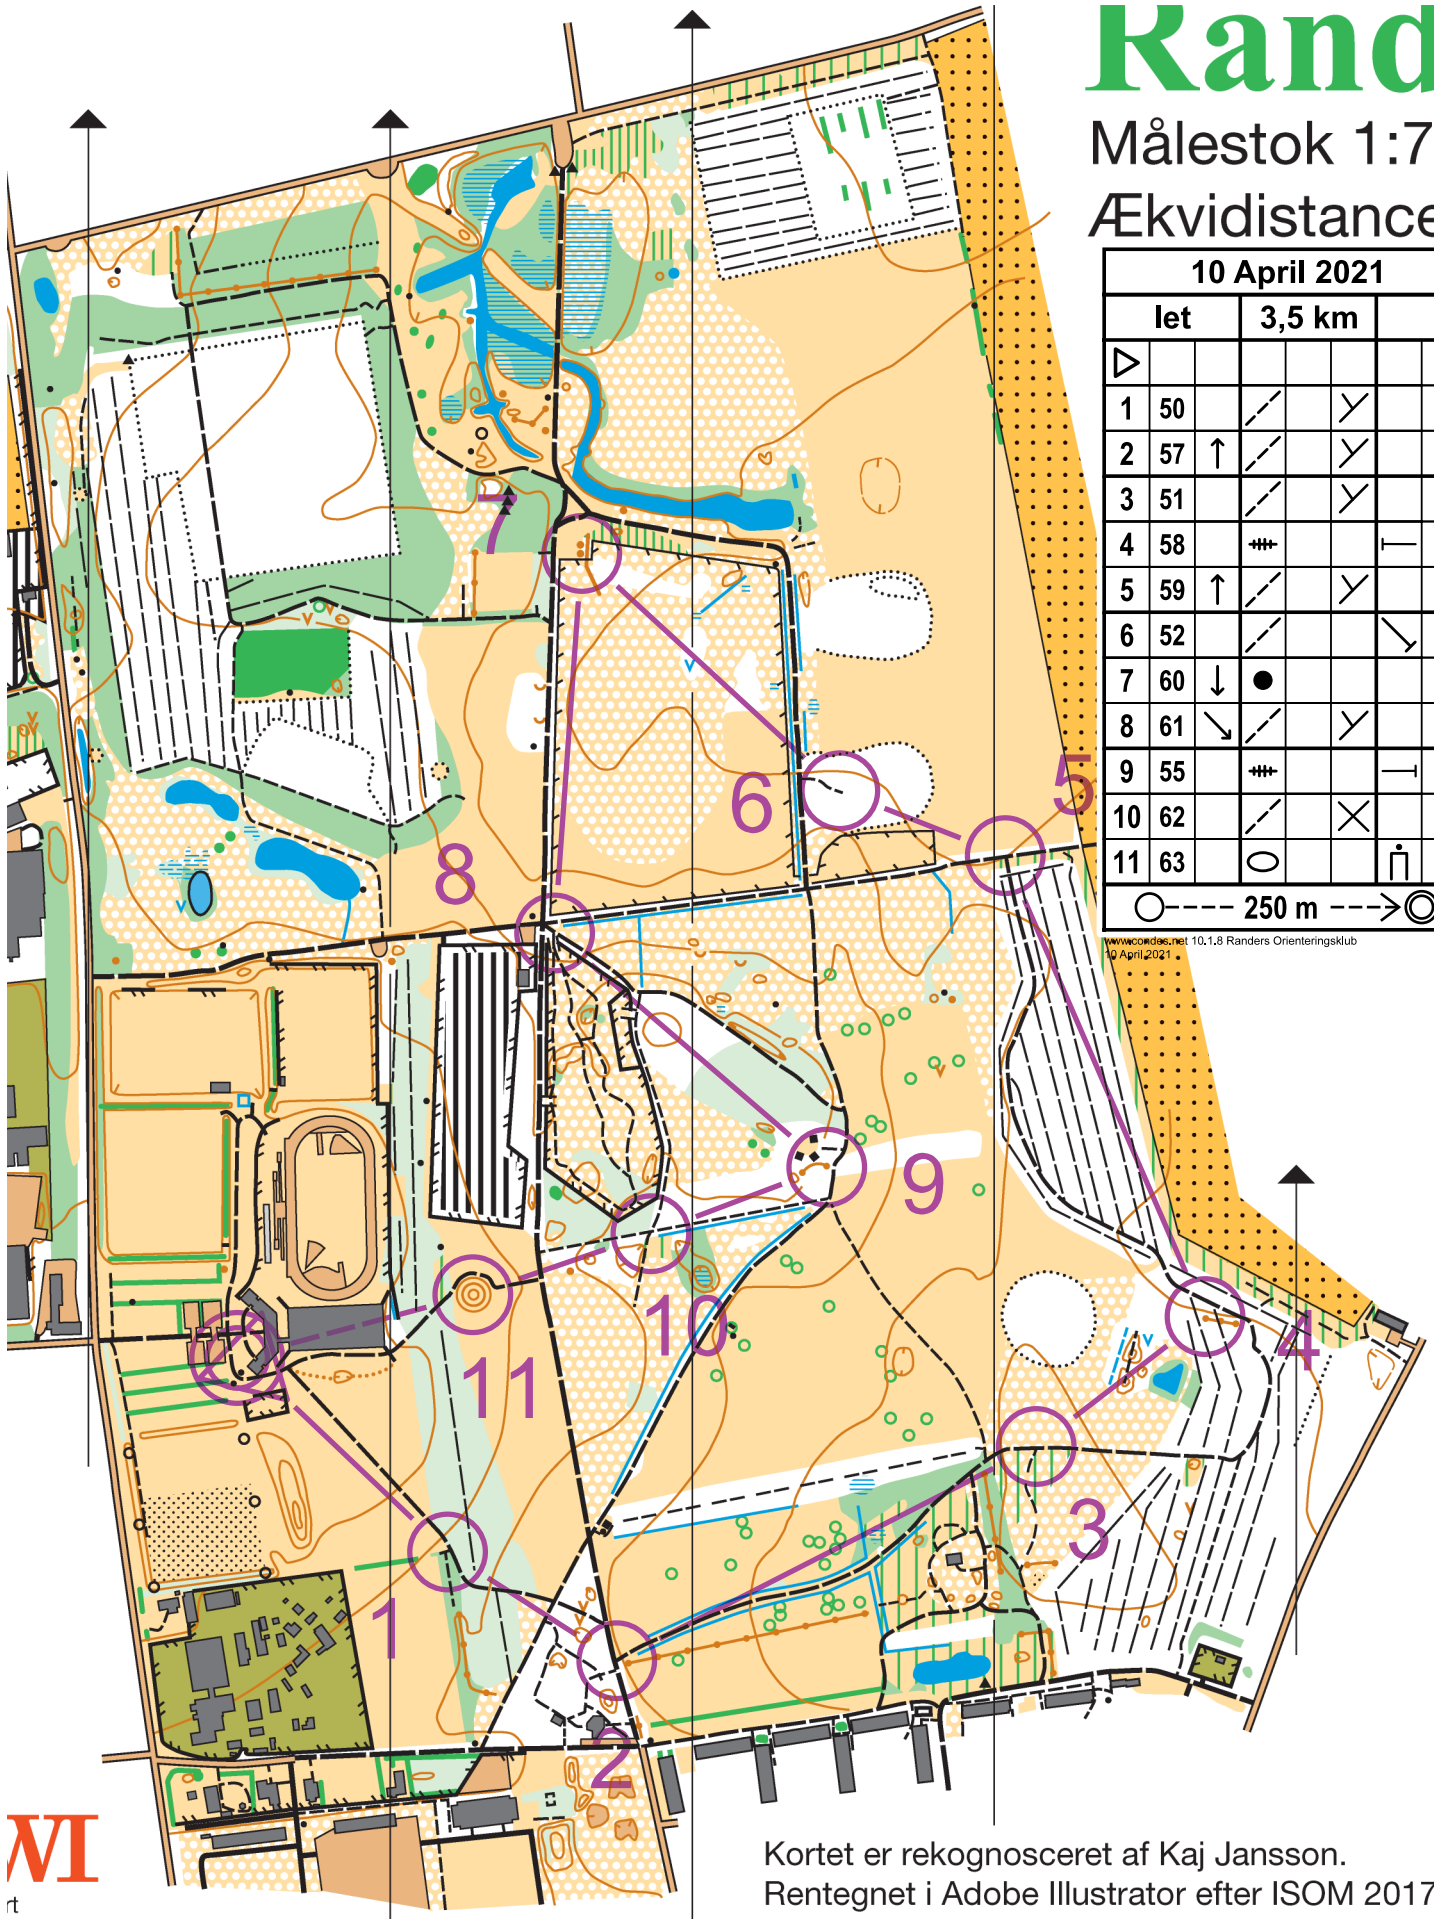 Rand
Målestok 1:7
Ækvidistance
10 April 2021
let 3,5 km
1 50
2 57
3 51
4 58
5 59
6 52
7 60
8 61
9 55
10 62
11 63
250 m
www.condes.net 10.1.8 Randers Orienteringsklub
10 April 2021
7
6
5
8
9
10
11
4
3
1
2
WI
rt
Kortet er rekognosceret af Kaj Jansson.
Rentegnet i Adobe Illustrator efter ISOM 2017